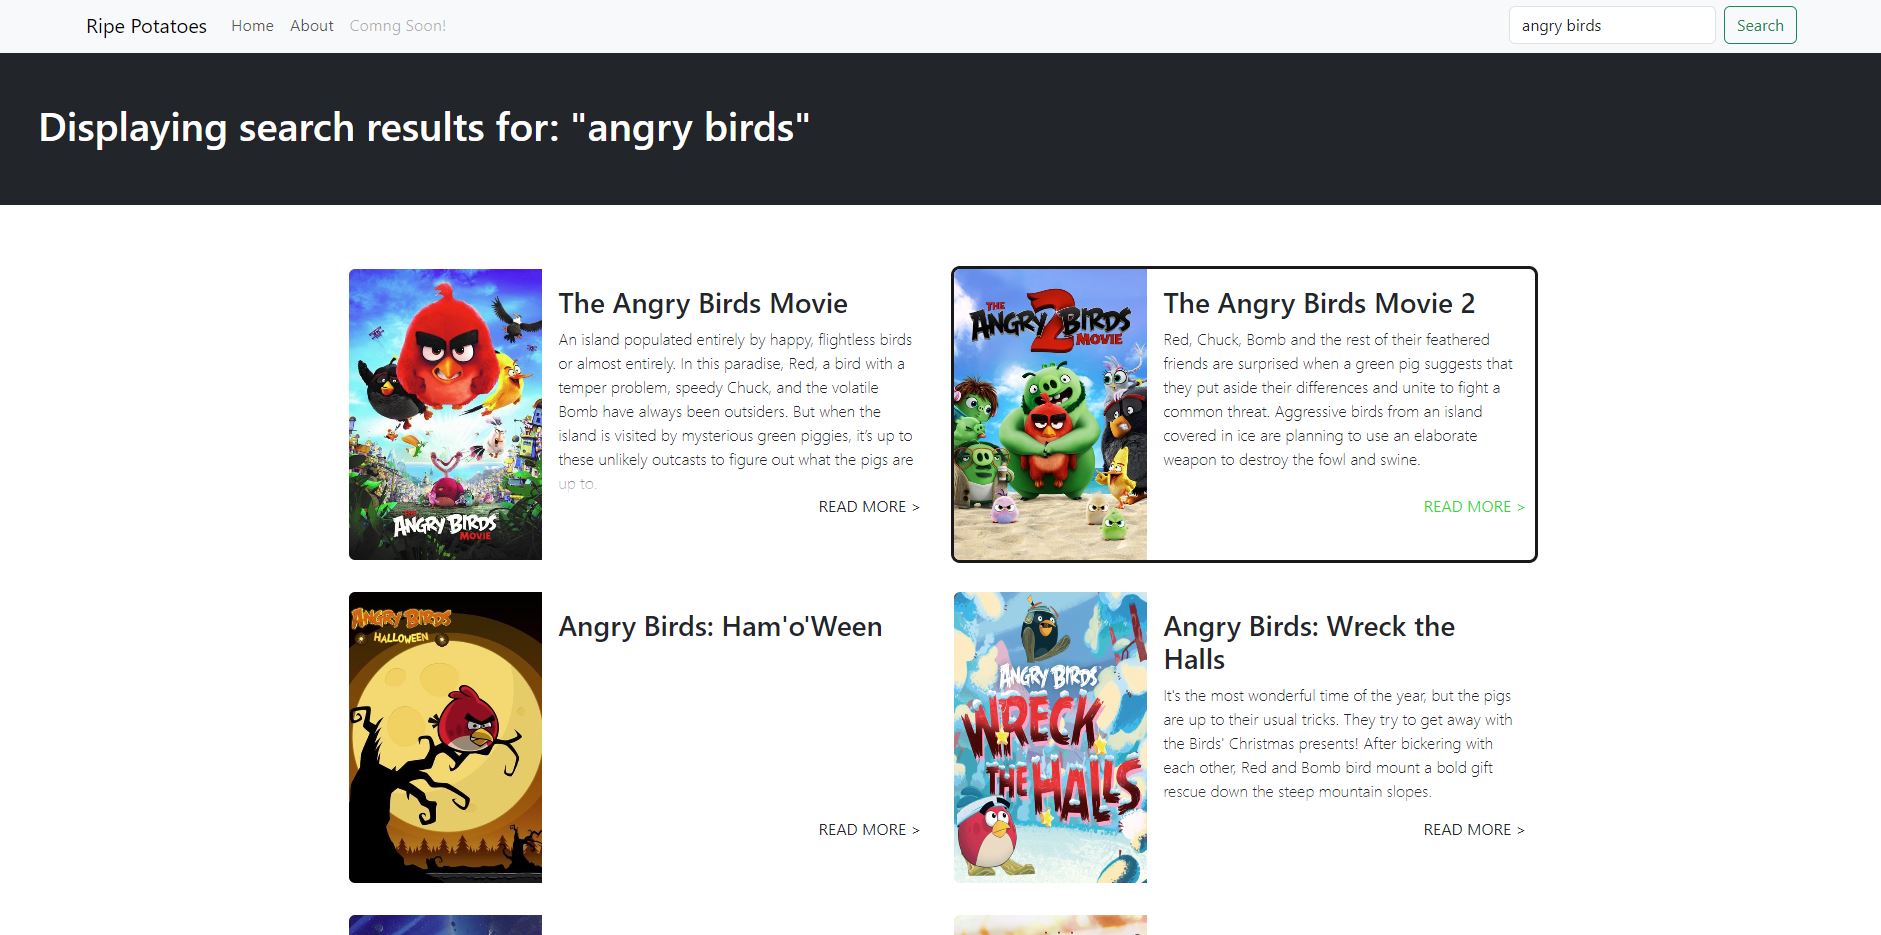 Ripe Potatoes Home About Comng Soon! angry birds Search
Displaying search results for: "angry birds"
The Angry Birds Movie
An island populated entirely by happy, flightless birds
or almost entirely. In this paradise, Red, a bird with a
temper problem, speedy Chuck, and the volatile
Bomb have always been outsiders. But when the
island is visited by mysterious green piggies, it's up to
these unlikely outcasts to figure out what the pigs are
up to.
READ MORE >
THE
ANGRY BIRDS
MOVIE
THE
ANGRY 2 BIRDS
MOVIE
The Angry Birds Movie 2
Red, Chuck, Bomb and the rest of their feathered
friends are surprised when a green pig suggests that
they put aside their differences and unite to fight a
common threat. Aggressive birds from an island
covered in ice are planning to use an elaborate
weapon to destroy the fowl and swine.
READ MORE >
ANGRY BIRDS
HALLOWEEN
Angry Birds: Ham'o'Ween
READ MORE >
ANGRY BIRDS
WRECK
THE HALLS
Angry Birds: Wreck the
Halls
It's the most wonderful time of the year, but the pigs
are up to their usual tricks. They try to get away with
the Birds' Christmas presents! After bickering with
each other, Red and Bomb bird mount a bold gift
rescue down the steep mountain slopes.
READ MORE >